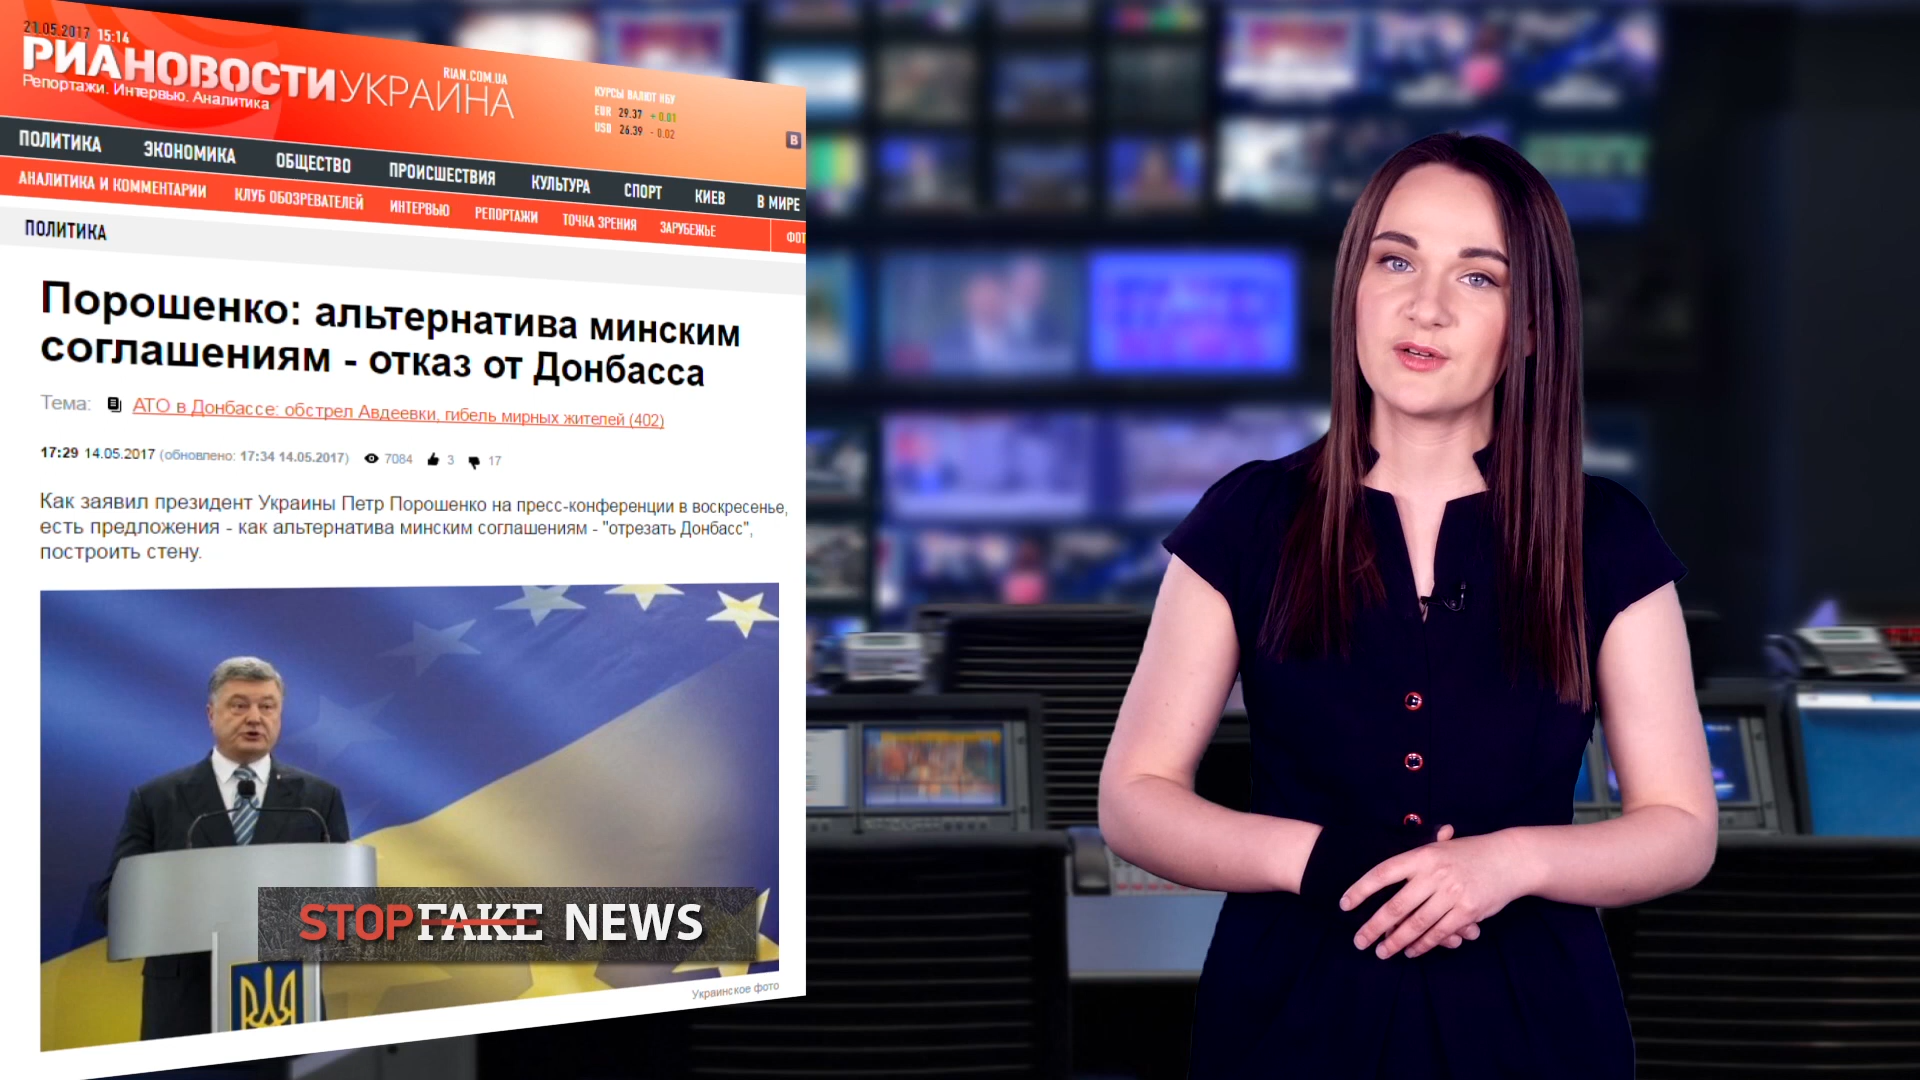 21.05.2017 15:14
РИАНОВОСТИ УКРАИНА
RIAN.COM.UA
Репортажи. Интервью. Аналитика
КУРСЫ ВАЛЮТ НБУ
EUR 29.37 + 0.01
USD 26.39 - 0.02
В
ПОЛИТИКА ЭКОНОМИКА ОБЩЕСТВО ПРОИСШЕСТВИЯ КУЛЬТУРА СПОРТ КИЕВ В МИРЕ
АНАЛИТИКА И КОММЕНТАРИИ КЛУБ ОБОЗРЕВАТЕЛЕЙ ИНТЕРВЬЮ РЕПОРТАЖИ ТОЧКА ЗРЕНИЯ ЗАРУБЕЖЬЕ ФОТ
ПОЛИТИКА
Порошенко: альтернатива минским
соглашениям - отказ от Донбасса
Тема: АТО в Донбассе: обстрел Авдеевки, гибель мирных жителей (402)
17:29 14.05.2017 (обновлено: 17:34 14.05.2017) 7084 3 17
Как заявил президент Украины Петр Порошенко на пресс-конференции в воскресенье,
есть предложения - как альтернатива минским соглашениям - "отрезать Донбасс",
построить стену.
STOPFAKE NEWS
Украинское фото